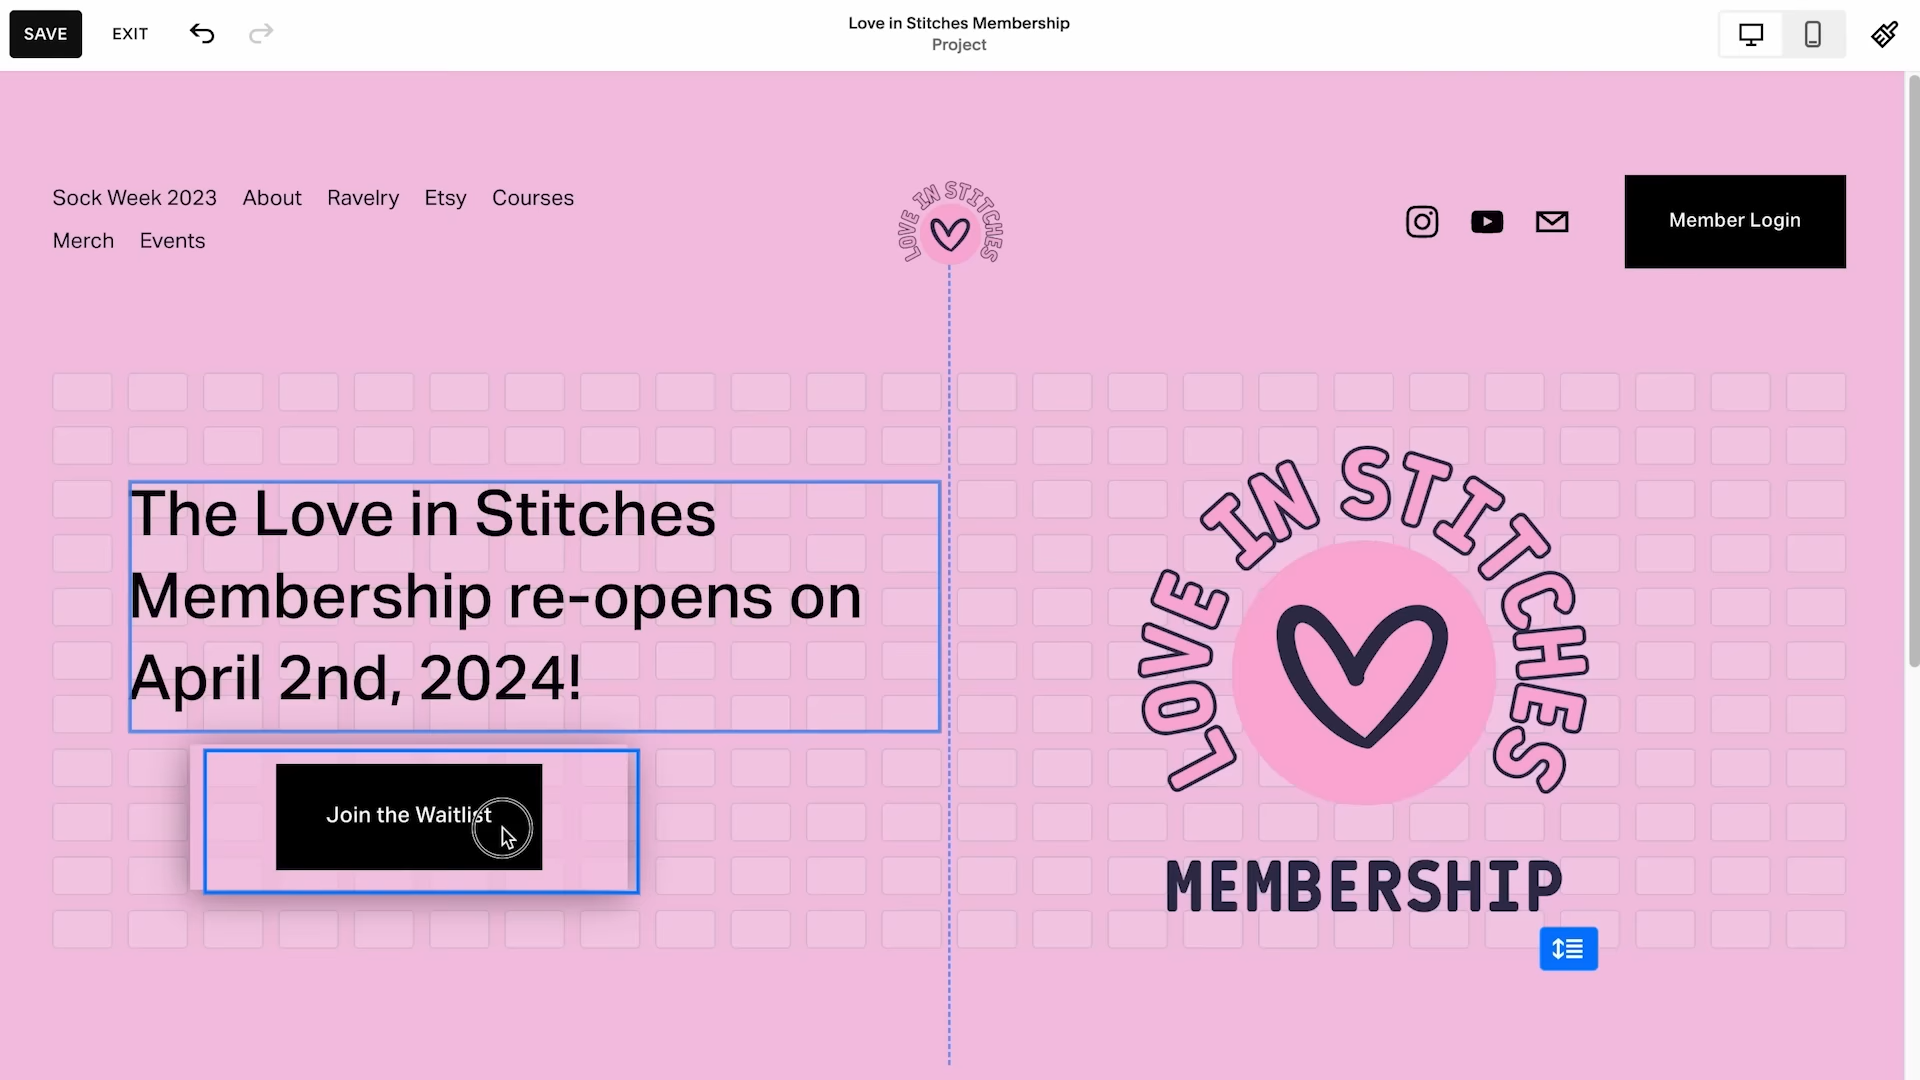 SAVE
EXIT
Love in Stitches Membership
Project
Sock Week 2023 About Ravelry Etsy Courses
Merch Events
LOVE IN STITCHES
Member Login
The Love in Stitches
Membership re-opens on
April 2nd, 2024!
Join the Waitlist
LOVE IN STITCHES
MEMBERSHIP